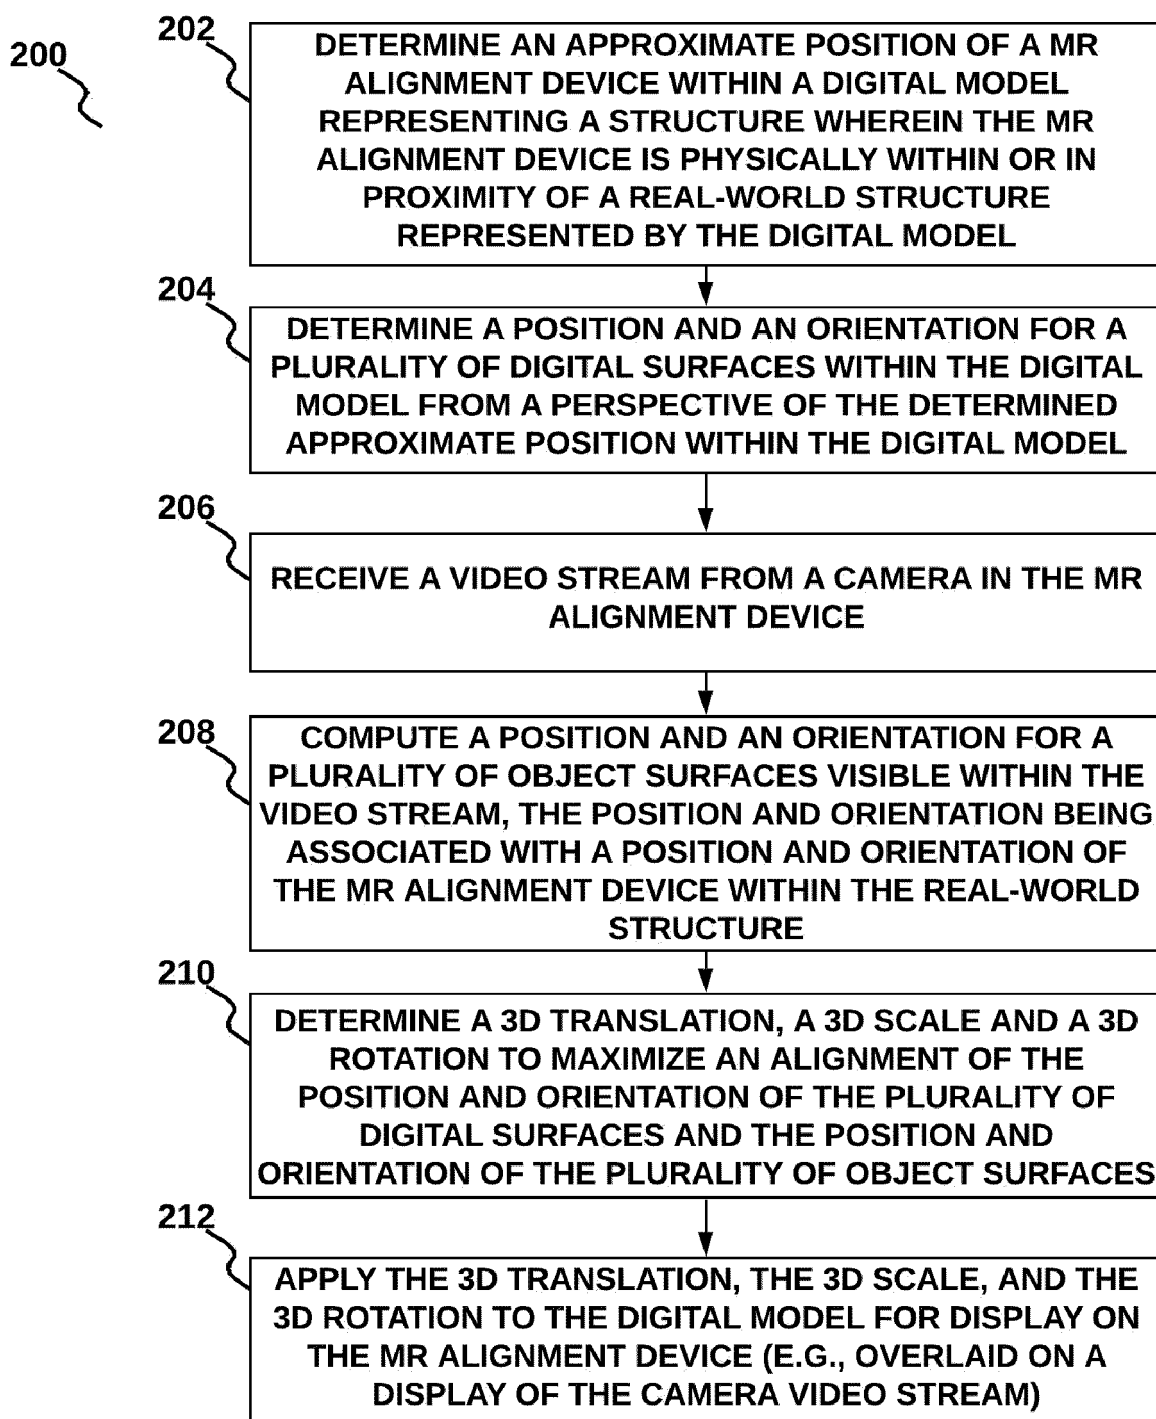 200
202
DETERMINE AN APPROXIMATE POSITION OF A MR
ALIGNMENT DEVICE WITHIN A DIGITAL MODEL
REPRESENTING A STRUCTURE WHEREIN THE MR
ALIGNMENT DEVICE IS PHYSICALLY WITHIN OR IN
PROXIMITY OF A REAL-WORLD STRUCTURE
REPRESENTED BY THE DIGITAL MODEL
204
DETERMINE A POSITION AND AN ORIENTATION FOR A
PLURALITY OF DIGITAL SURFACES WITHIN THE DIGITAL
MODEL FROM A PERSPECTIVE OF THE DETERMINED
APPROXIMATE POSITION WITHIN THE DIGITAL MODEL
206
RECEIVE A VIDEO STREAM FROM A CAMERA IN THE MR
ALIGNMENT DEVICE
208
COMPUTE A POSITION AND AN ORIENTATION FOR A
PLURALITY OF OBJECT SURFACES VISIBLE WITHIN THE
VIDEO STREAM, THE POSITION AND ORIENTATION BEING
ASSOCIATED WITH A POSITION AND ORIENTATION OF
THE MR ALIGNMENT DEVICE WITHIN THE REAL-WORLD
STRUCTURE
210
DETERMINE A 3D TRANSLATION, A 3D SCALE AND A 3D
ROTATION TO MAXIMIZE AN ALIGNMENT OF THE
POSITION AND ORIENTATION OF THE PLURALITY OF
DIGITAL SURFACES AND THE POSITION AND
ORIENTATION OF THE PLURALITY OF OBJECT SURFACES
212
APPLY THE 3D TRANSLATION, THE 3D SCALE, AND THE
3D ROTATION TO THE DIGITAL MODEL FOR DISPLAY ON
THE MR ALIGNMENT DEVICE (E.G., OVERLAID ON A
DISPLAY OF THE CAMERA VIDEO STREAM)